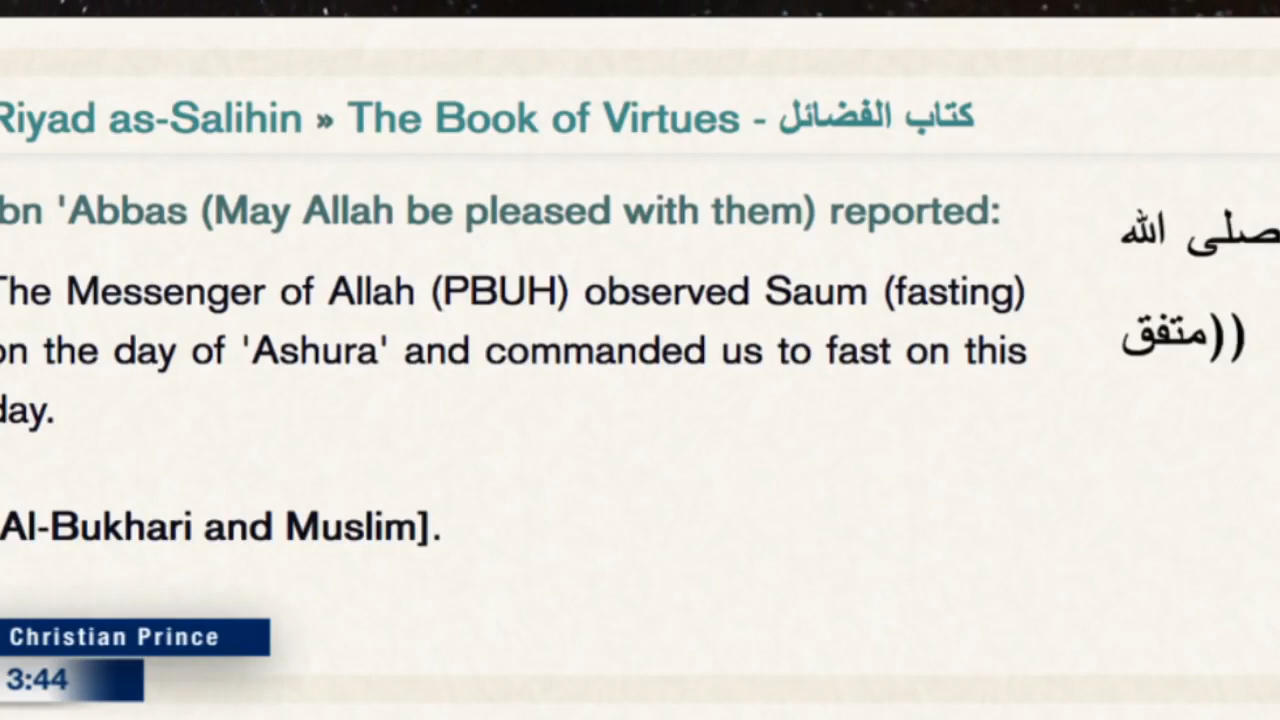 Riyad as-Salihin » The Book of Virtues - كتاب الفضائل
bn 'Abbas (May Allah be pleased with them) reported:
صلى الله
The Messenger of Allah (PBUH) observed Saum (fasting)
on the day of 'Ashura' and commanded us to fast on this
day.
((متفق
Al-Bukhari and Muslim].
Christian Prince
3:44